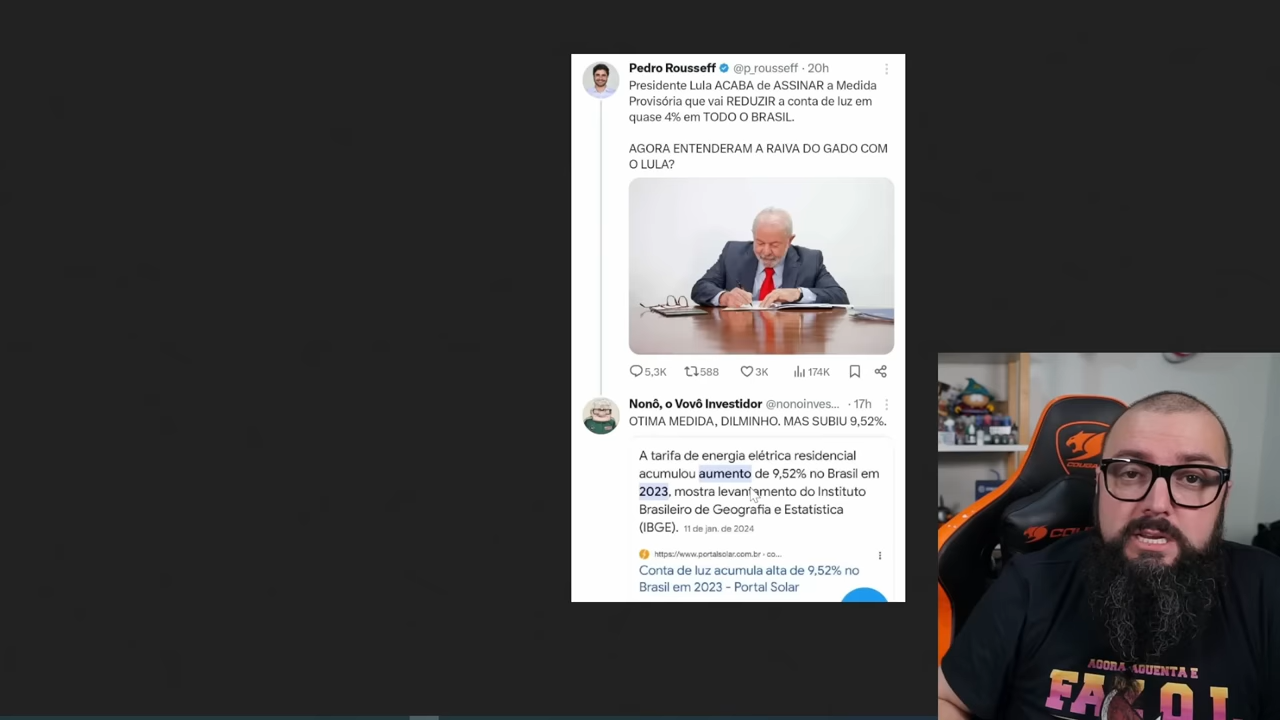 Pedro Rousseff @p_rousseff · 20h
Presidente Lula ACABA de ASSINAR a Medida
Provisória que vai REDUZIR a conta de luz em
quase 4% em TODO O BRASIL.
AGORA ENTENDERAM A RAIVA DO GADO COM
O LULA?
5,3K 588 3K 174K
Nonô, o Vovô Investidor @nonoinves... · 17h
OTIMA MEDIDA, DILMINHO. MAS SUBIU 9,52%.
A tarifa de energia elétrica residencial
acumulou aumento de 9,52% no Brasil em
2023, mostra levantamento do Instituto
Brasileiro de Geografia e Estatística
(IBGE). 11 de jan. de 2024
https://www.portalsolar.com.br › co...
Conta de luz acumula alta de 9,52% no
Brasil em 2023 - Portal Solar
COUGAR
AGORA AGUENTA E